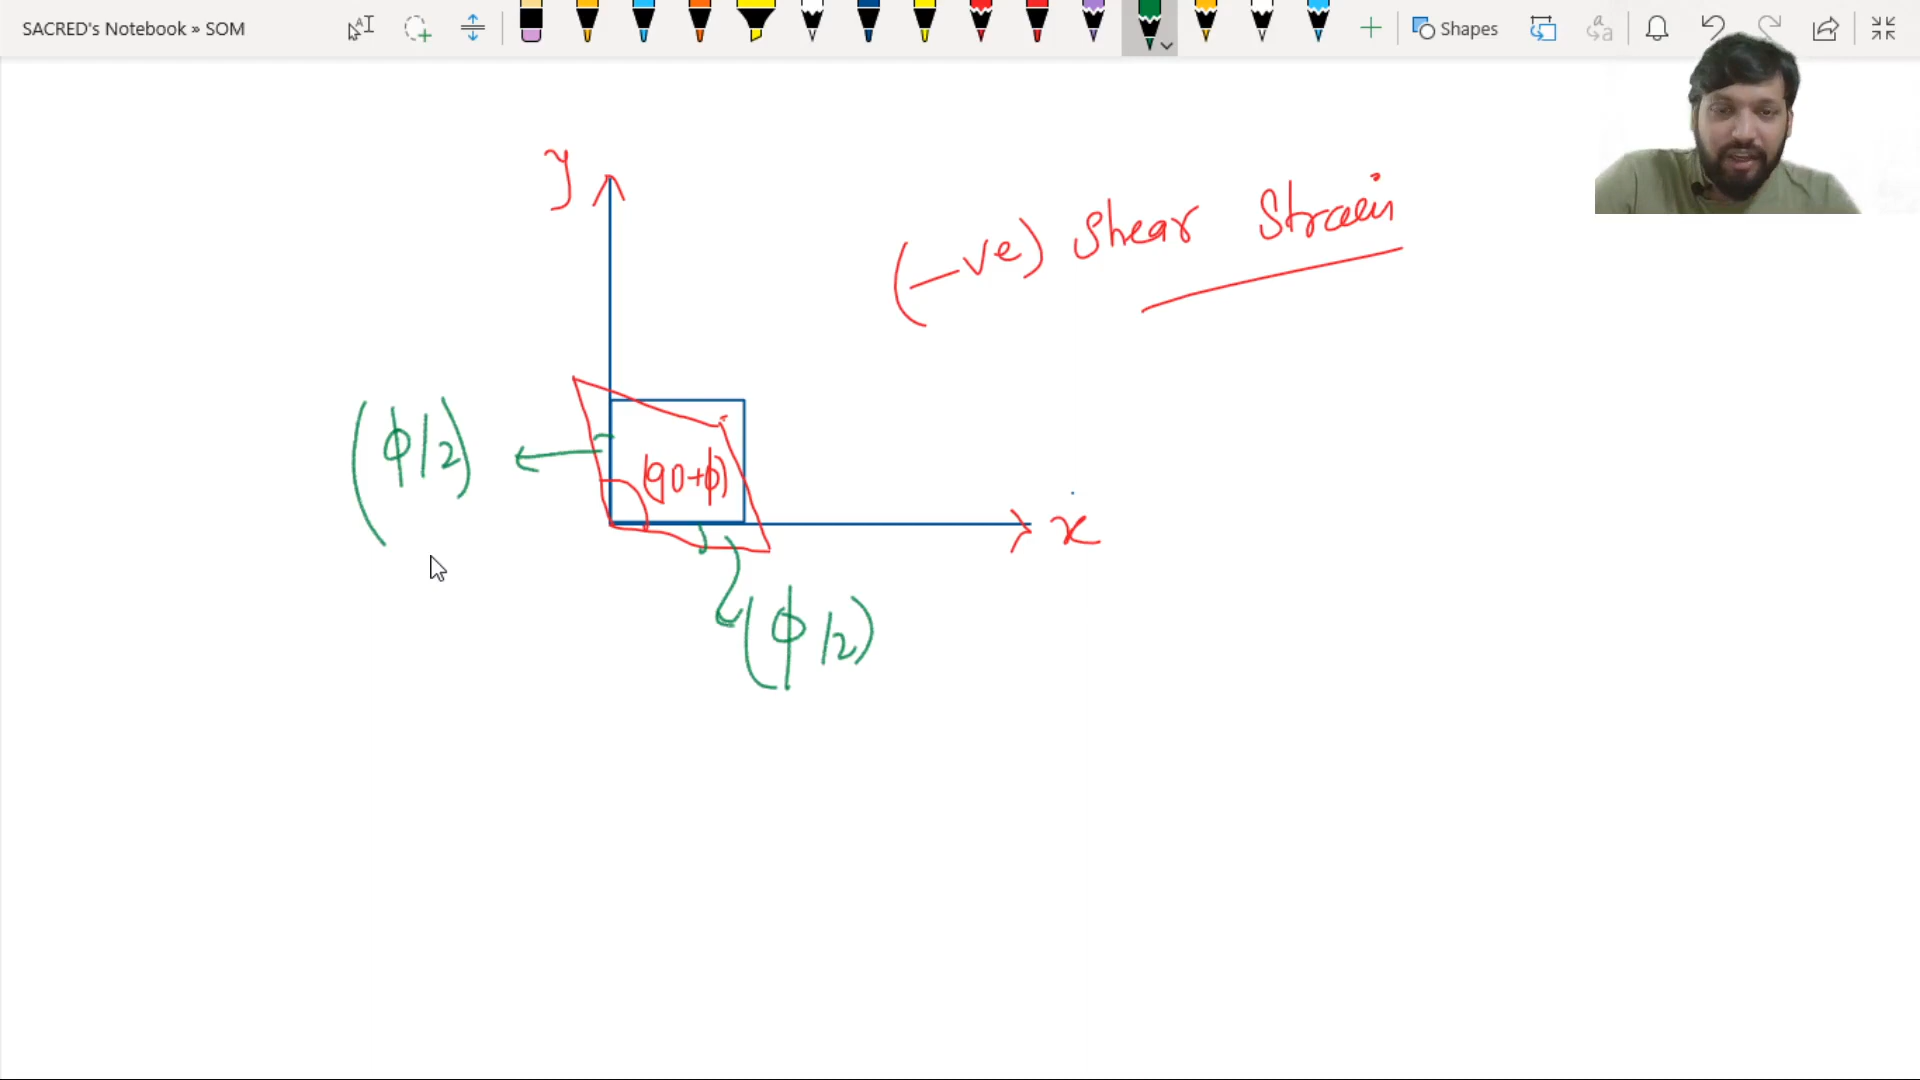 SACRED's Notebook » SOM
Shapes
y
(-ve) Shear Strain
(ϕ/2)
(90+ϕ)
x
(ϕ/2)